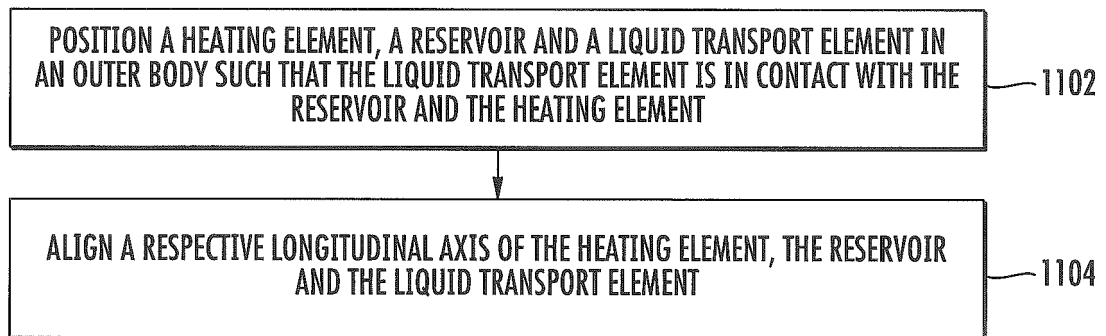 POSITION A HEATING ELEMENT, A RESERVOIR AND A LIQUID TRANSPORT ELEMENT IN
AN OUTER BODY SUCH THAT THE LIQUID TRANSPORT ELEMENT IS IN CONTACT WITH THE
RESERVOIR AND THE HEATING ELEMENT
1102
ALIGN A RESPECTIVE LONGITUDINAL AXIS OF THE HEATING ELEMENT, THE RESERVOIR
AND THE LIQUID TRANSPORT ELEMENT
1104